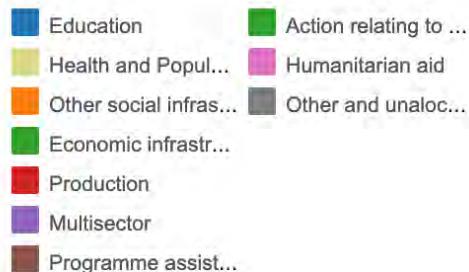 Education
Health and Popul...
Other social infras...
Economic infrastr...
Production
Multisector
Programme assist...
Action relating to ...
Humanitarian aid
Other and unaloc...